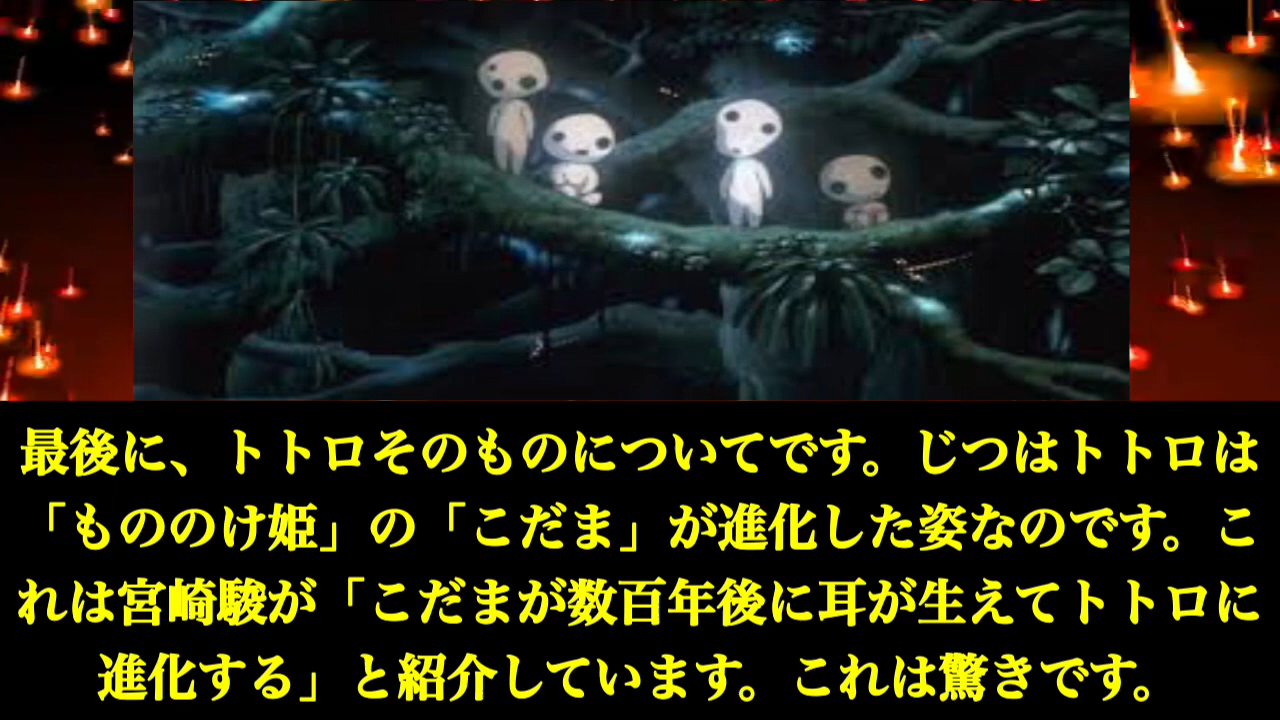 最後に、トトロそのものについてです。じつはトトロは
「もののけ姫」の「こだま」が進化した姿なのです。こ
れは宮崎駿が「こだまが数百年後に耳が生えてトトロに
進化する」と紹介しています。これは驚きです。